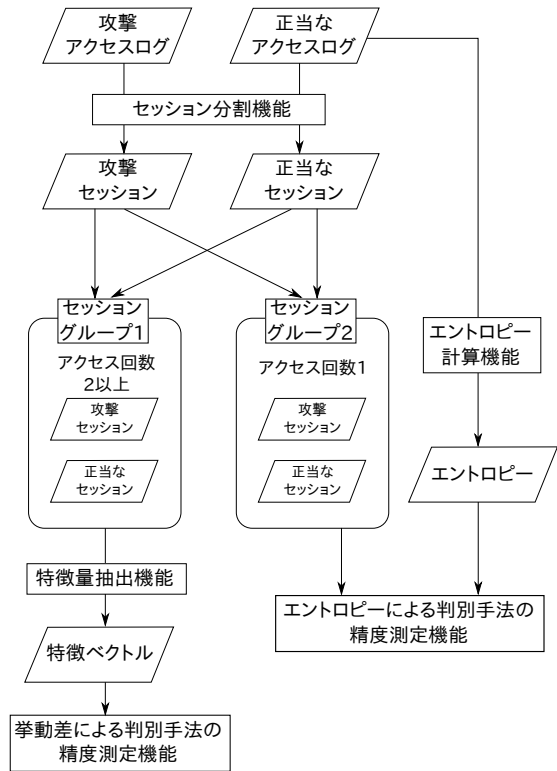 攻撃
アクセスログ
正当な
アクセスログ
セッション分割機能
攻撃
セッション
正当な
セッション
セッション
グループ1
アクセス回数
2以上
攻撃
セッション
正当な
セッション
セッション
グループ2
アクセス回数1
攻撃
セッション
正当な
セッション
エントロピー
計算機能
エントロピー
特徴量抽出機能
エントロピーによる判別手法の
精度測定機能
特徴ベクトル
挙動差による判別手法の
精度測定機能